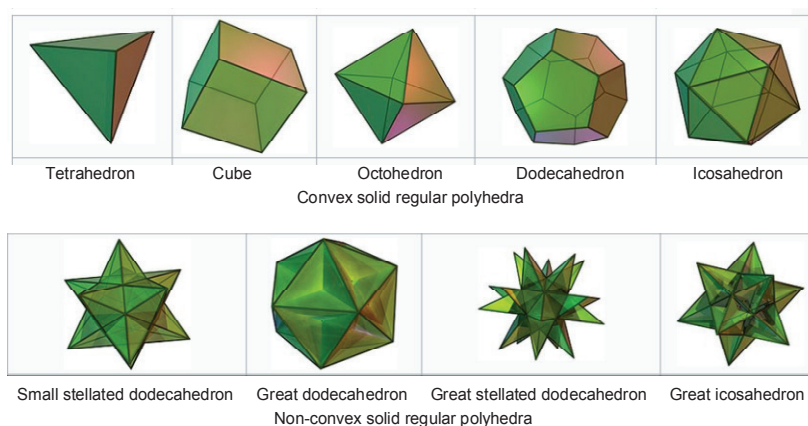 Tetrahedron Cube Octohedron Dodecahedron Icosahedron
Convex solid regular polyhedra
Small stellated dodecahedron Great dodecahedron Great stellated dodecahedron Great icosahedron
Non-convex solid regular polyhedra